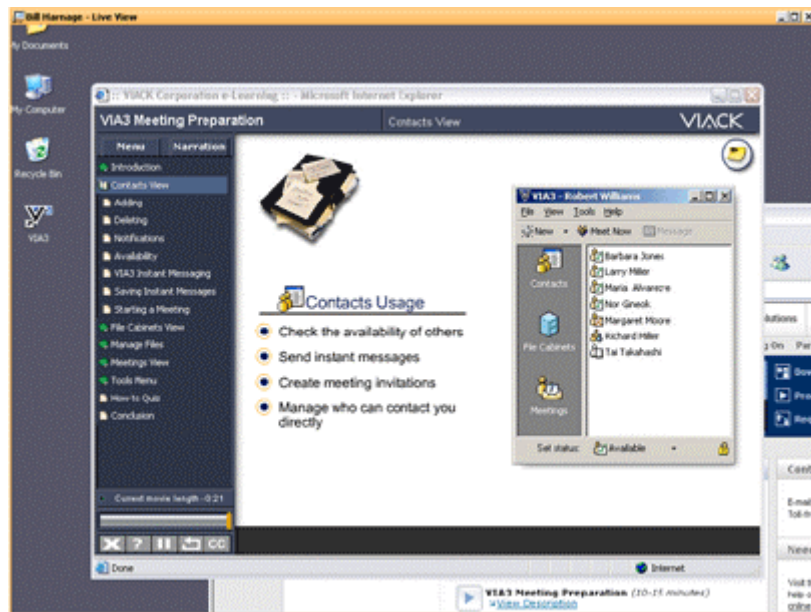 Bill Harnage - Live View
My Documents
My Computer
Recycle Bin
VIA3
:: VIACK Corporation e-Learning :: - Microsoft Internet Explorer
VIA3 Meeting Preparation
Contacts View
VIACK
Menu
Narration
Introduction
Contacts View
Adding
Deleting
Notifications
Availability
VIA3 Instant Messaging
Saving Instant Messages
Starting a Meeting
File Cabinets View
Manage Files
Meetings View
Tools Menu
How-to Quiz
Conclusion
Current movie length - 0:21
CC
Contacts Usage
Check the availability of others
Send instant messages
Create meeting invitations
Manage who can contact you
directly
VIA3 - Robert Williams
File View Tools Help
New Meet Now Message
Contacts
File Cabinets
Meetings
Barbara Jones
Larry Miller
Maria Alvarez
Nor Gineok
Margaret Moore
Richard Miller
Tai Takahashi
Set status: Available
Done
Internet
VIA3 Meeting Preparation (10-15 minutes)
View Description